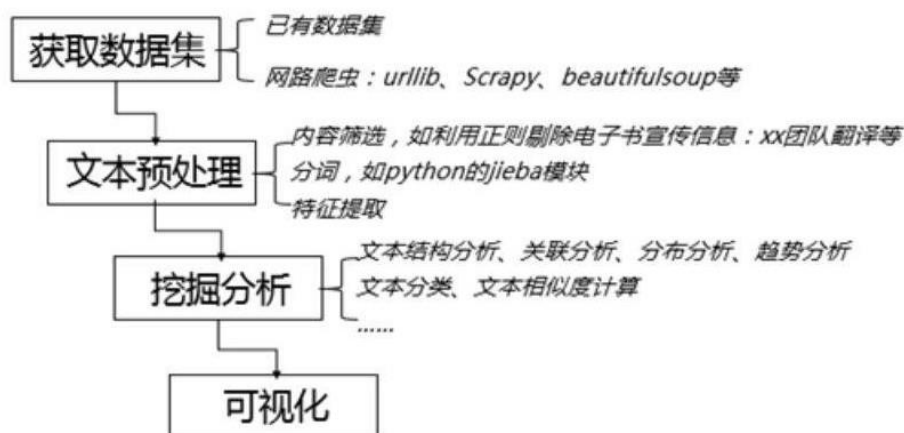 获取数据集
已有数据集
网路爬虫：urllib、Scrapy、beautifulsoup等
文本预处理
内容筛选，如利用正则剔除电子书宣传信息：xx团队翻译等
分词，如python的jieba模块
特征提取
挖掘分析
文本结构分析、关联分析、分布分析、趋势分析
文本分类、文本相似度计算
……
可视化